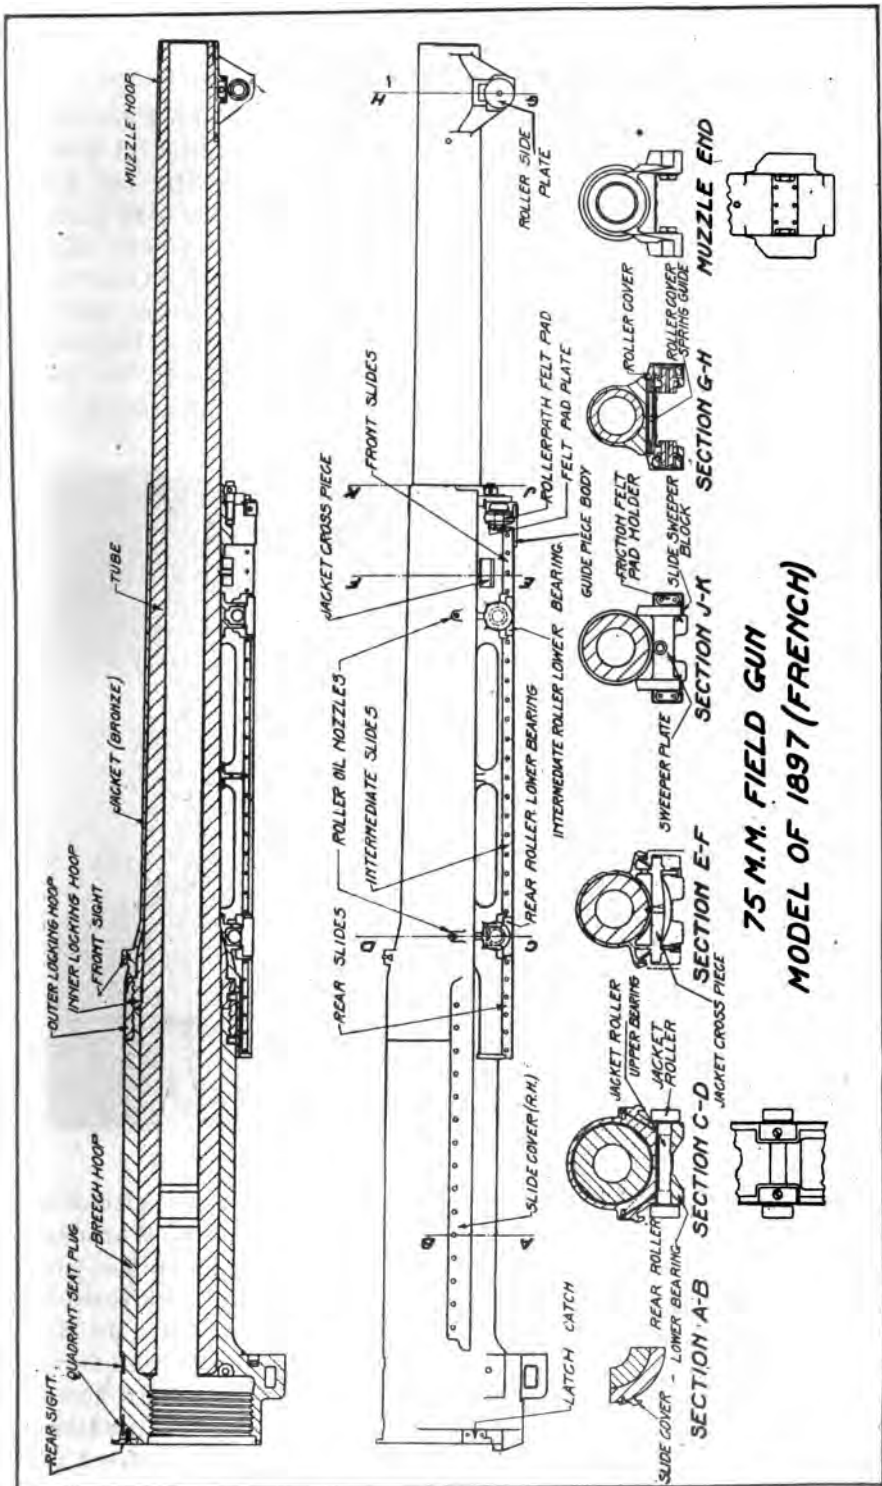 REAR SIGHT.
QUADRANT SEAT PLUG
BREECH HOOP
OUTER LOCKING HOOP
INNER LOCKING HOOP
FRONT SIGHT.
JACKET (BRONZE)
TUBE
MUZZLE HOOP
LATCH CATCH
SLIDE COVER (R.H.)
REAR SLIDES
ROLLER OIL NOZZLES
INTERMEDIATE SLIDES
REAR ROLLER LOWER BEARING
INTERMEDIATE ROLLER LOWER BEARING.
JACKET CROSS PIECE
FRONT SLIDES
ROLLERPATH FELT PAD
FELT PAD PLATE
GUIDE PIECE BODY
ROLLER SIDE
PLATE
H
G
SLIDE COVER
REAR ROLLER
LOWER BEARING
SECTION A-B
JACKET ROLLER
UPPER BEARING
JACKET
ROLLER
SECTION C-D
JACKET CROSS PIECE
SECTION E-F
SWEEPER PLATE
FRICTION FELT
PAD HOLDER
SLIDE SWEEPER
BLOCK
SECTION J-K
ROLLER COVER
ROLLER COVER
SPRING GUIDE
SECTION G-H
MUZZLE END
75 M.M. FIELD GUN
MODEL OF 1897 (FRENCH)